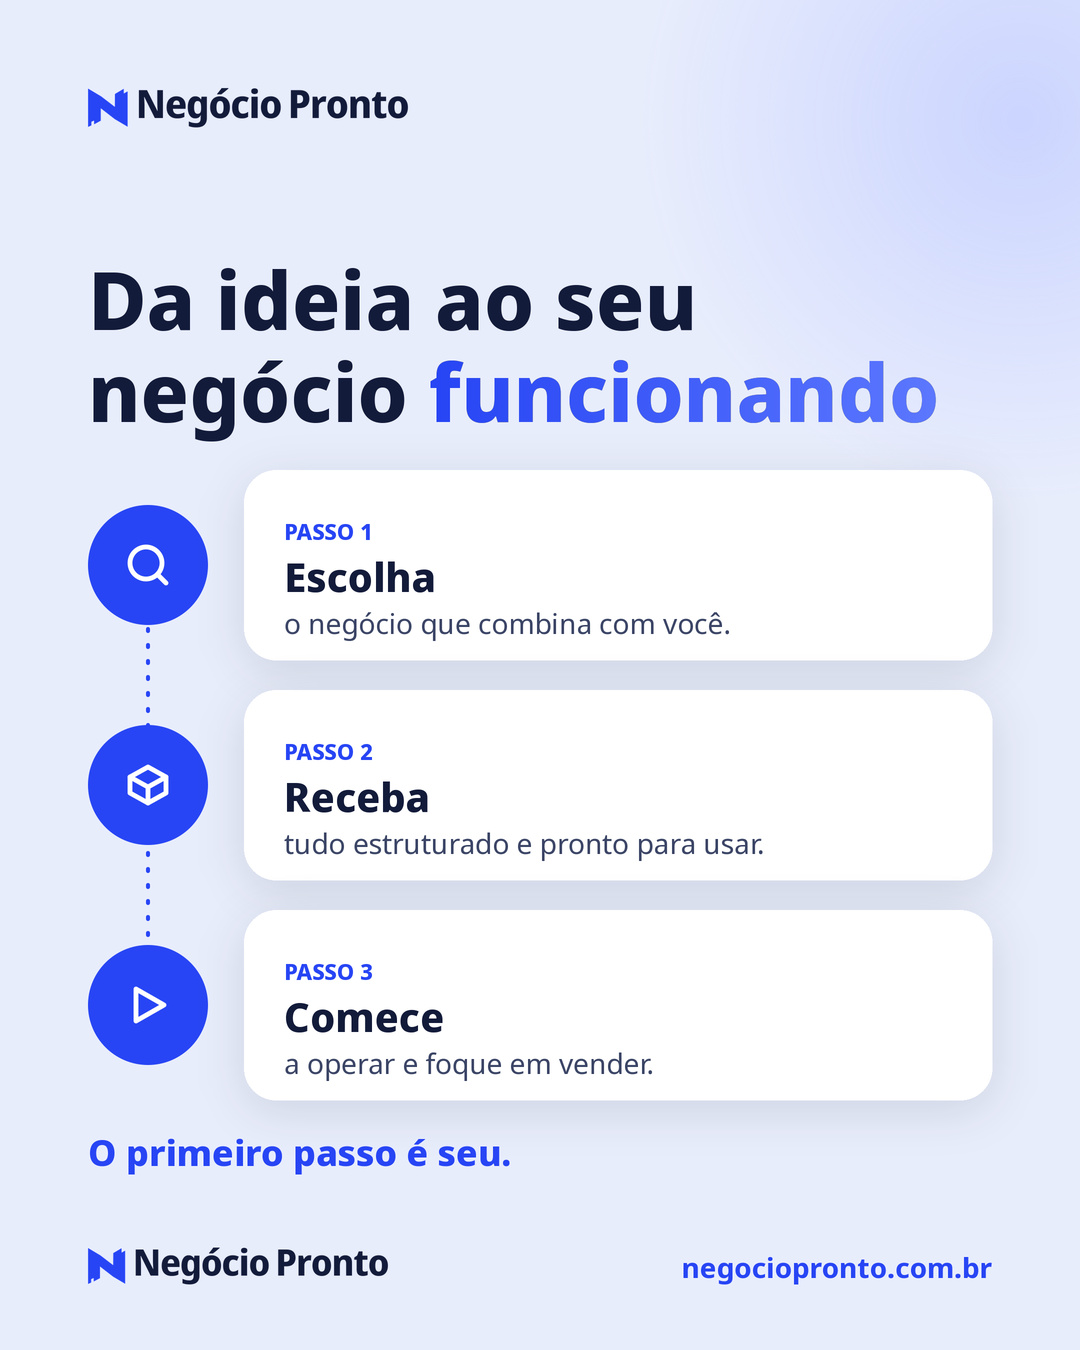 Negócio Pronto
Da ideia ao seu
negócio funcionando
PASSO 1
Escolha
o negócio que combina com você.
PASSO 2
Receba
tudo estruturado e pronto para usar.
PASSO 3
Comece
a operar e foque em vender.
O primeiro passo é seu.
Negócio Pronto
negociopronto.com.br